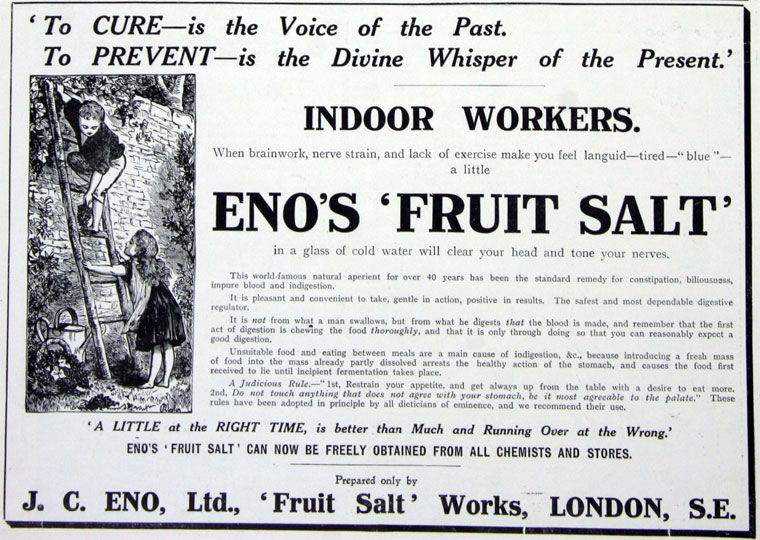 ‘To CURE—is the Voice of the Past.
To PREVENT—is the Divine Whisper of the Present.’
INDOOR WORKERS.
When brainwork, nerve strain, and lack of exercise make you feel languid—tired—“blue”—
a little
ENO'S ‘FRUIT SALT’
in a glass of cold water will clear your head and tone your nerves.
This world-famous natural aperient for over 40 years has been the standard remedy for constipation, biliousness,
impure blood and indigestion.
It is pleasant and convenient to take, gentle in action, positive in results. The safest and most dependable digestive
regulator.
It is not from what a man swallows, but from what he digests that the blood is made, and remember that the first
act of digestion is chewing the food thoroughly, and that it is only through doing so that you can reasonably expect a
good digestion.
Unsuitable food and eating between meals are a main cause of indigestion, &c., because introducing a fresh mass
of food into the mass already partly dissolved arrests the healthy action of the stomach, and causes the food first
received to lie until incipient fermentation takes place.
A Judicious Rule.—“1st, Restrain your appetite, and get always up from the table with a desire to eat more.
2nd, Do not touch anything that does not agree with your stomach, be it most agreeable to the palate.” These
rules have been adopted in principle by all dieticians of eminence, and we recommend their use.
‘A LITTLE at the RIGHT TIME, is better than Much and Running Over at the Wrong.’
ENO'S ‘FRUIT SALT’ CAN NOW BE FREELY OBTAINED FROM ALL CHEMISTS AND STORES.
Prepared only by
J. C. ENO, Ltd., ‘Fruit Salt’ Works, LONDON, S.E.